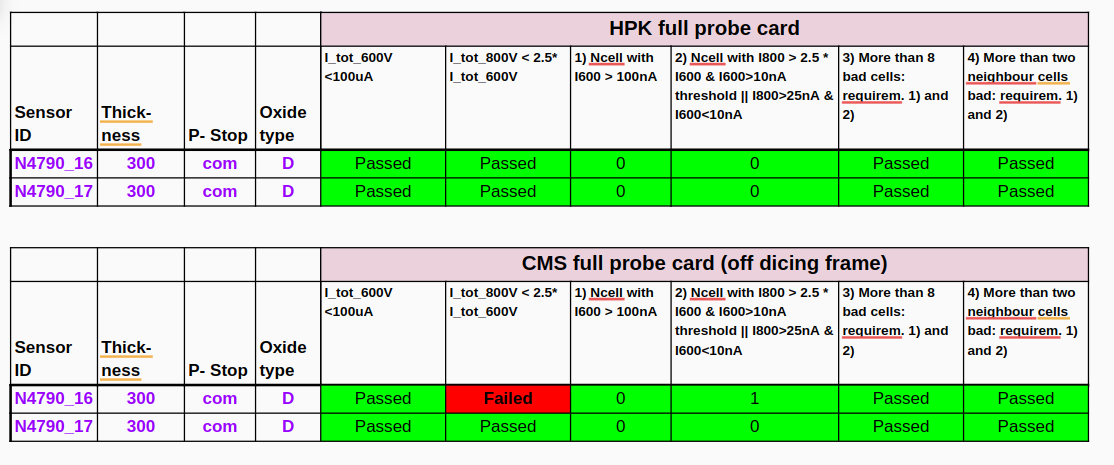 HPK full probe card
Sensor ID | Thick-ness | P- Stop | Oxide type | I_tot_600V <100uA | I_tot_800V < 2.5* I_tot_600V | 1) Ncell with I600 > 100nA | 2) Ncell with I800 > 2.5 * I600 & I600>10nA threshold || I800>25nA & I600<10nA | 3) More than 8 bad cells: requirem. 1) and 2) | 4) More than two neighbour cells bad: requirem. 1) and 2)
N4790_16 | 300 | com | D | Passed | Passed | 0 | 0 | Passed | Passed
N4790_17 | 300 | com | D | Passed | Passed | 0 | 0 | Passed | Passed
CMS full probe card (off dicing frame)
Sensor ID | Thick-ness | P- Stop | Oxide type | I_tot_600V <100uA | I_tot_800V < 2.5* I_tot_600V | 1) Ncell with I600 > 100nA | 2) Ncell with I800 > 2.5 * I600 & I600>10nA threshold || I800>25nA & I600<10nA | 3) More than 8 bad cells: requirem. 1) and 2) | 4) More than two neighbour cells bad: requirem. 1) and 2)
N4790_16 | 300 | com | D | Passed | Failed | 0 | 1 | Passed | Passed
N4790_17 | 300 | com | D | Passed | Passed | 0 | 0 | Passed | Passed